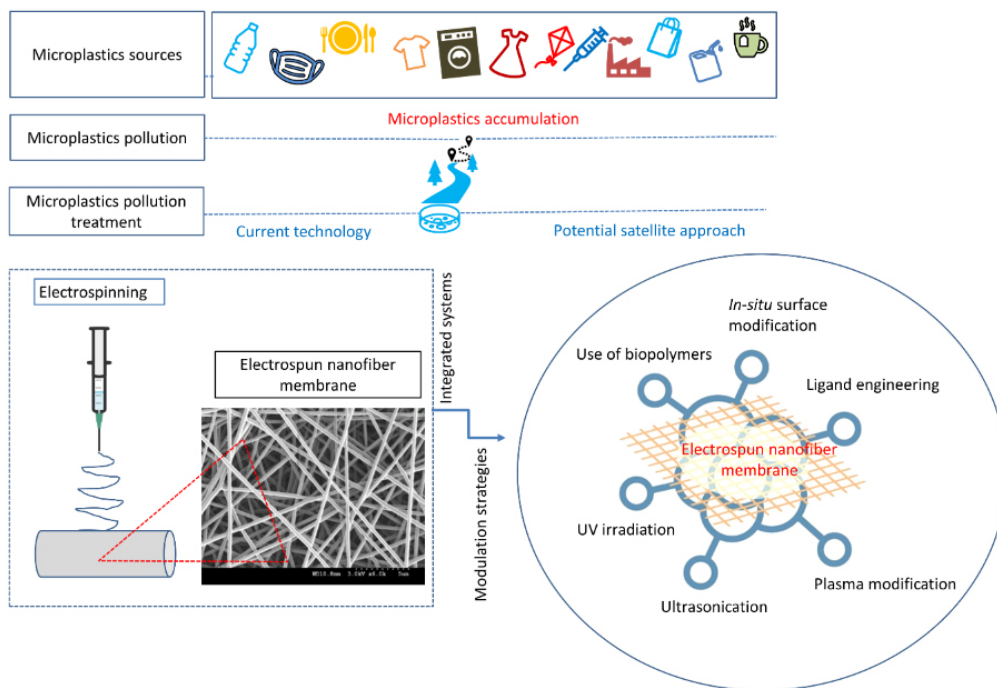 Microplastics sources
Microplastics pollution
Microplastics accumulation
Microplastics pollution
treatment
Current technology
Potential satellite approach
Electrospinning
Electrospun nanofiber
membrane
Integrated systems
Modulation strategies
In-situ surface
modification
Use of biopolymers
Ligand engineering
Electrospun nanofiber
membrane
UV irradiation
Plasma modification
Ultrasonication